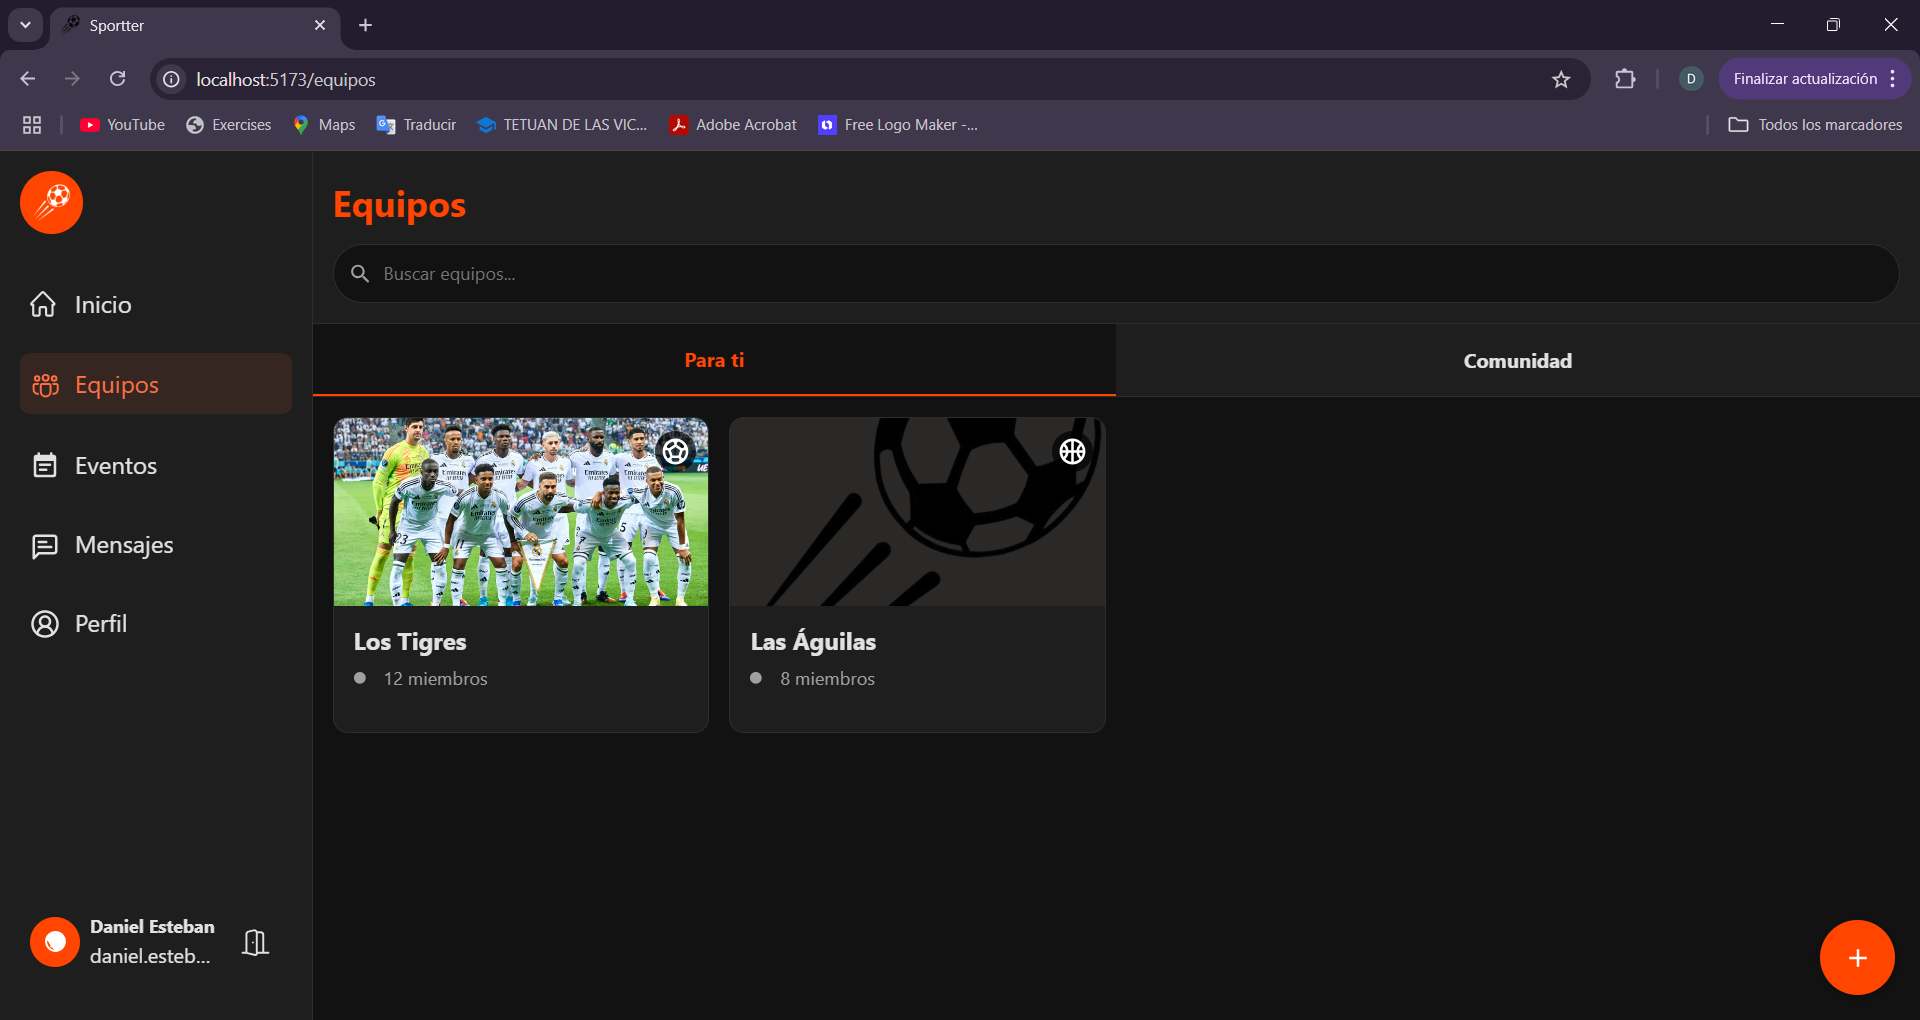 Sportter
localhost:5173/equipos
D
Finalizar actualización
YouTube
Exercises
Maps
Traducir
TETUAN DE LAS VIC...
Adobe Acrobat
Free Logo Maker -...
Todos los marcadores
Equipos
Buscar equipos...
Inicio
Equipos
Eventos
Mensajes
Perfil
Para ti
Comunidad
Los Tigres
12 miembros
Las Águilas
8 miembros
Daniel Esteban
daniel.esteb...